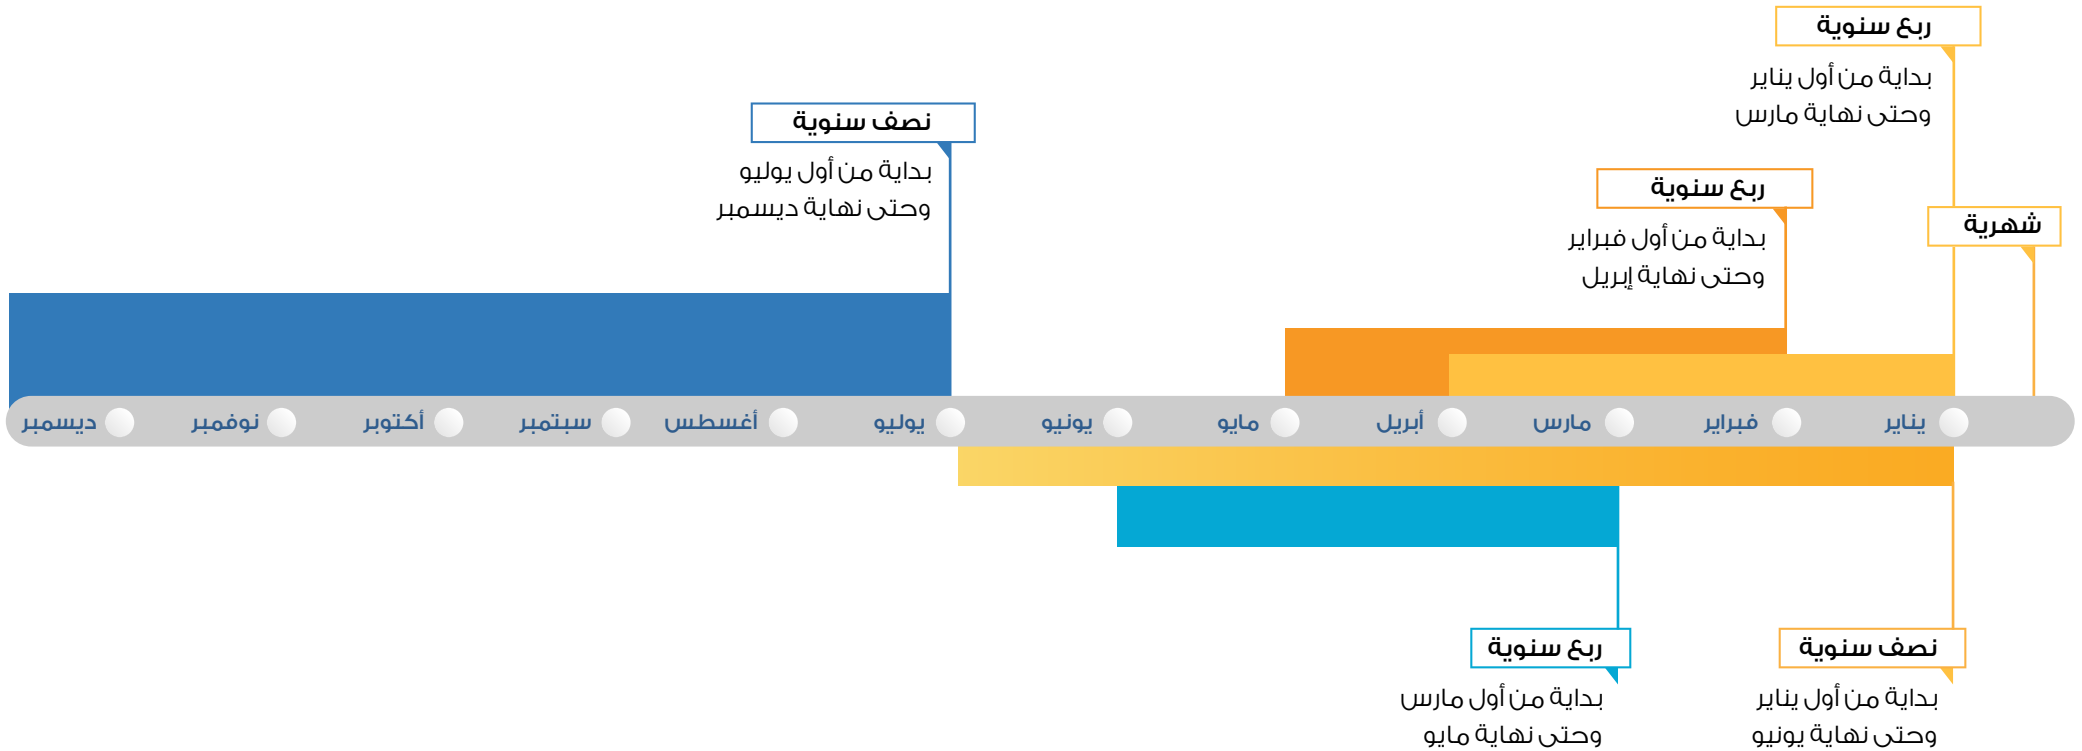 ربع سنوية
بداية من أول يناير
وحتى نهاية مارس
نصف سنوية
بداية من أول يوليو
وحتى نهاية ديسمبر
ربع سنوية
بداية من أول فبراير
وحتى نهاية إبريل
شهرية
يناير
فبراير
مارس
أبريل
مايو
يونيو
يوليو
أغسطس
سبتمبر
أكتوبر
نوفمبر
ديسمبر
نصف سنوية
بداية من أول يناير
وحتى نهاية يونيو
ربع سنوية
بداية من أول مارس
وحتى نهاية مايو